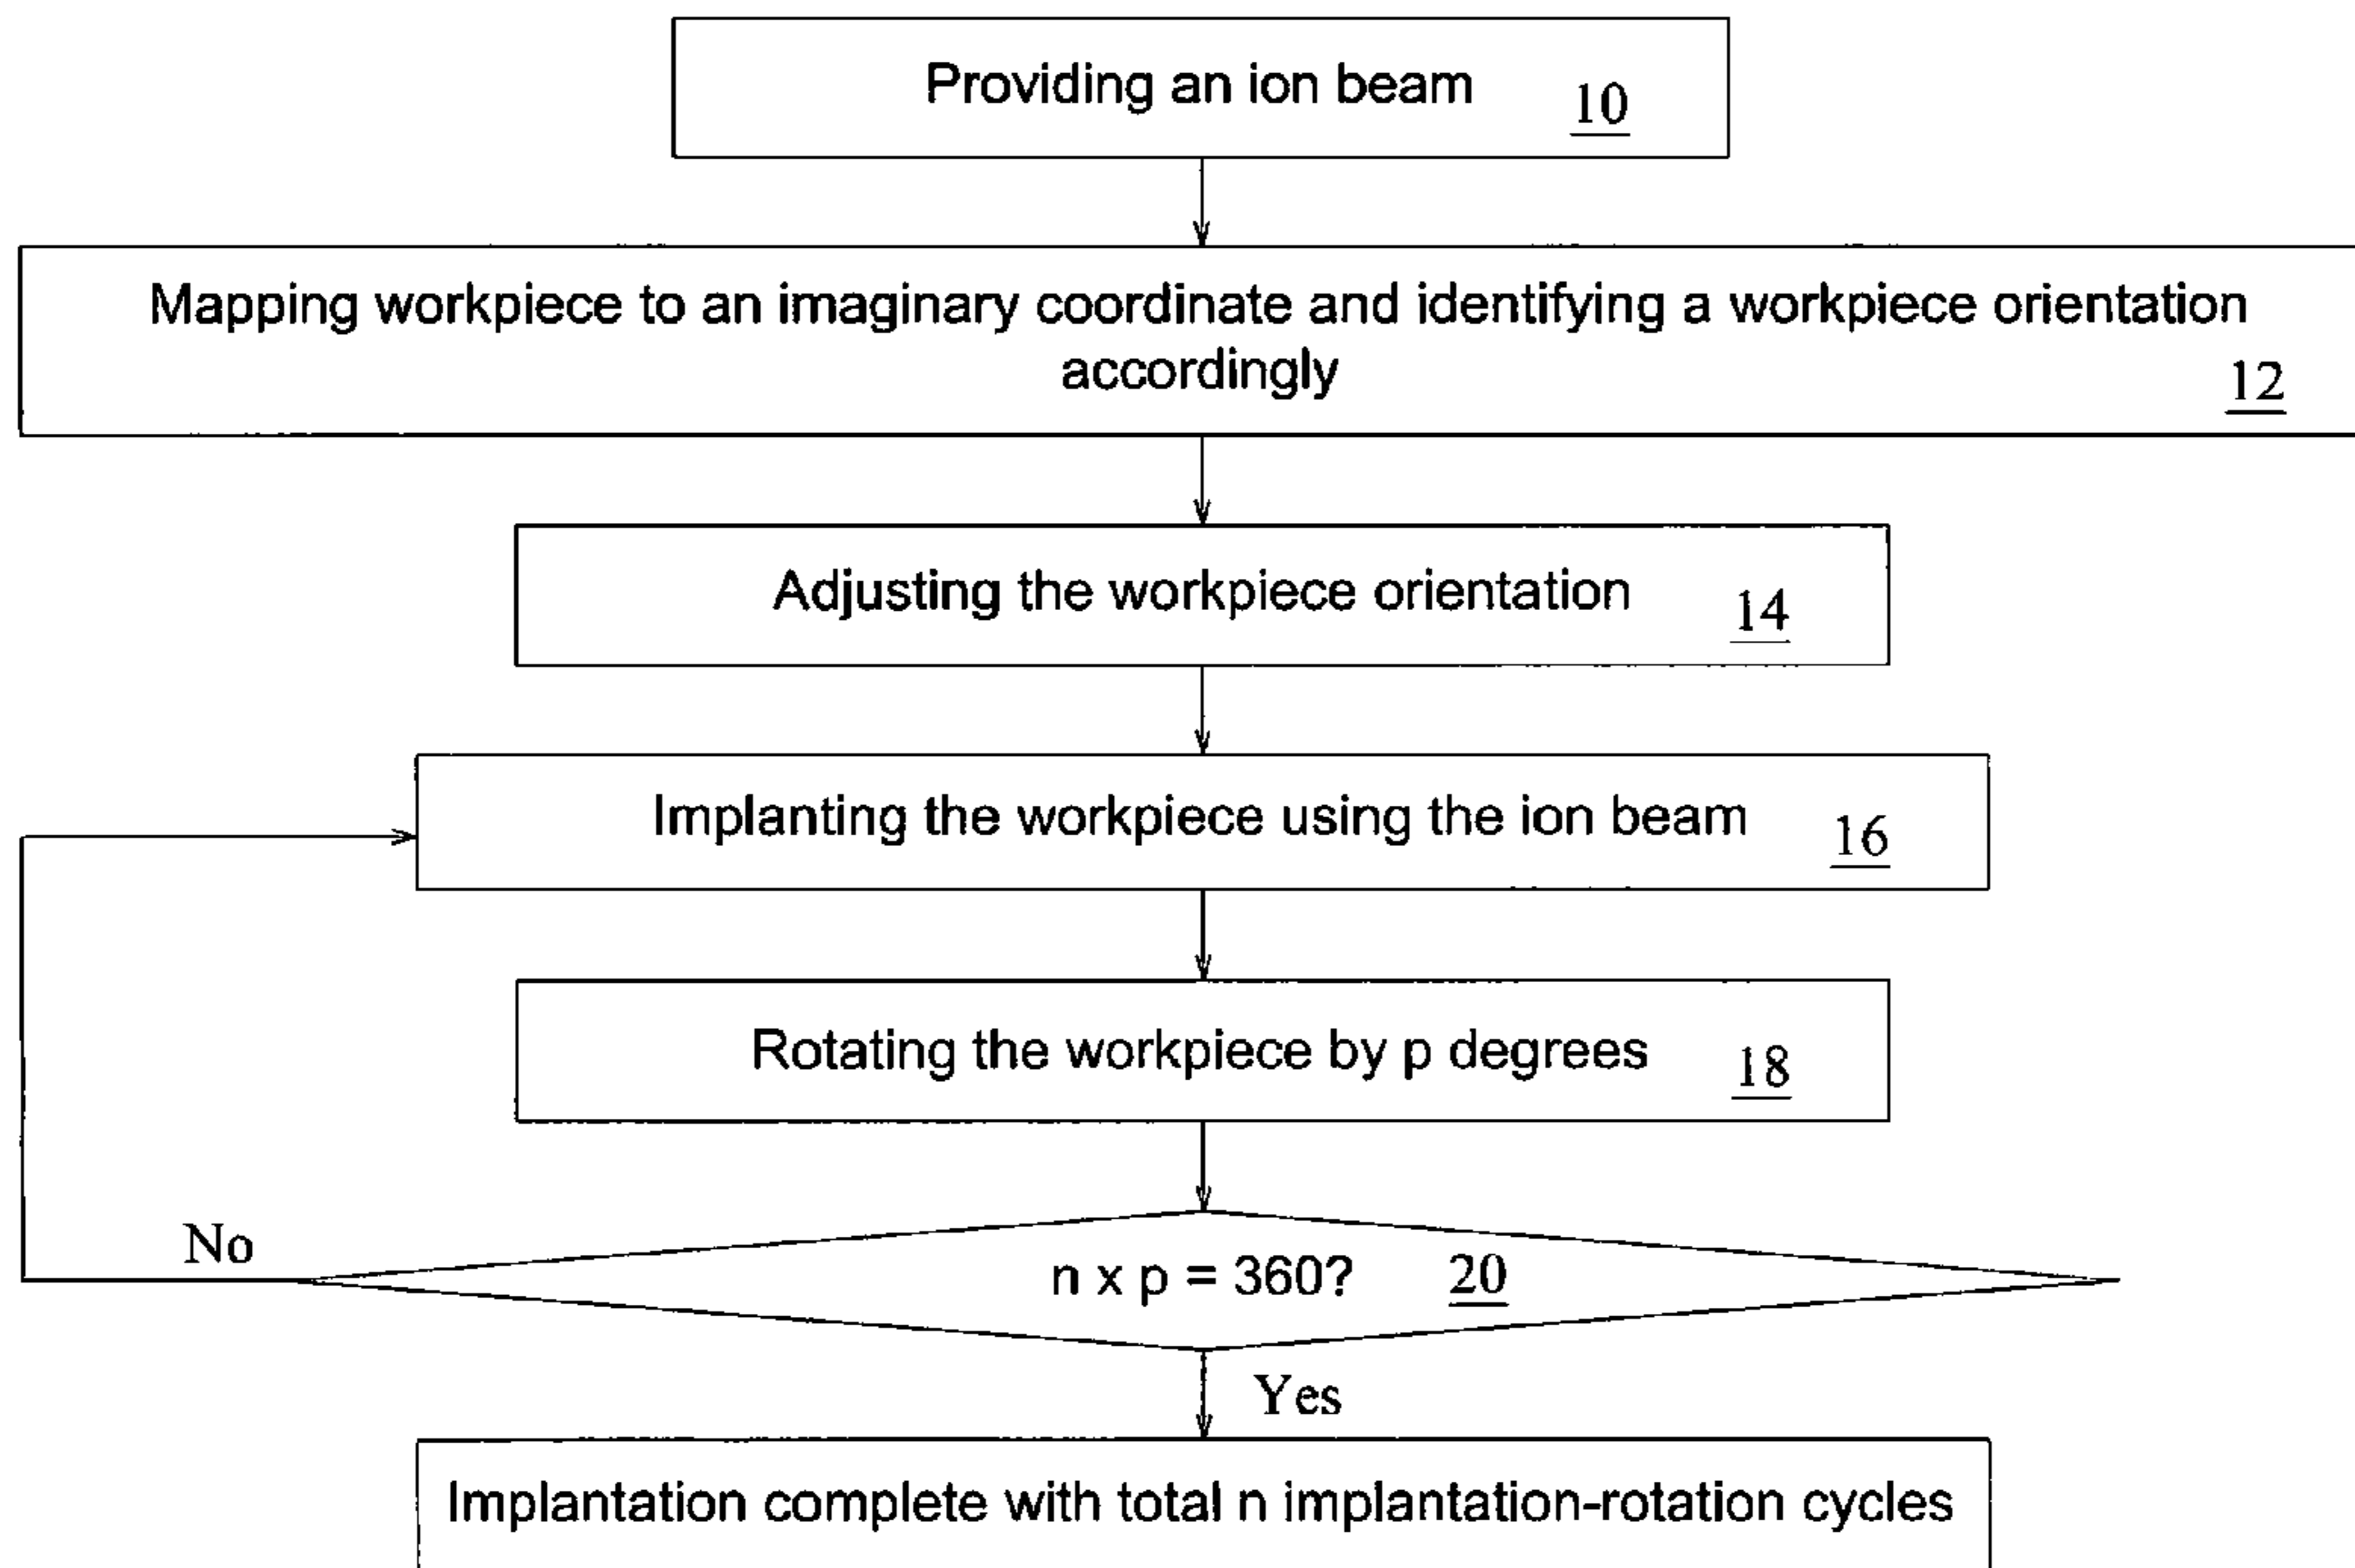 Providing an ion beam 10
Mapping workpiece to an imaginary coordinate and identifying a workpiece orientation
accordingly 12
Adjusting the workpiece orientation 14
Implanting the workpiece using the ion beam 16
Rotating the workpiece by p degrees 18
No
n x p = 360? 20
Yes
Implantation complete with total n implantation-rotation cycles